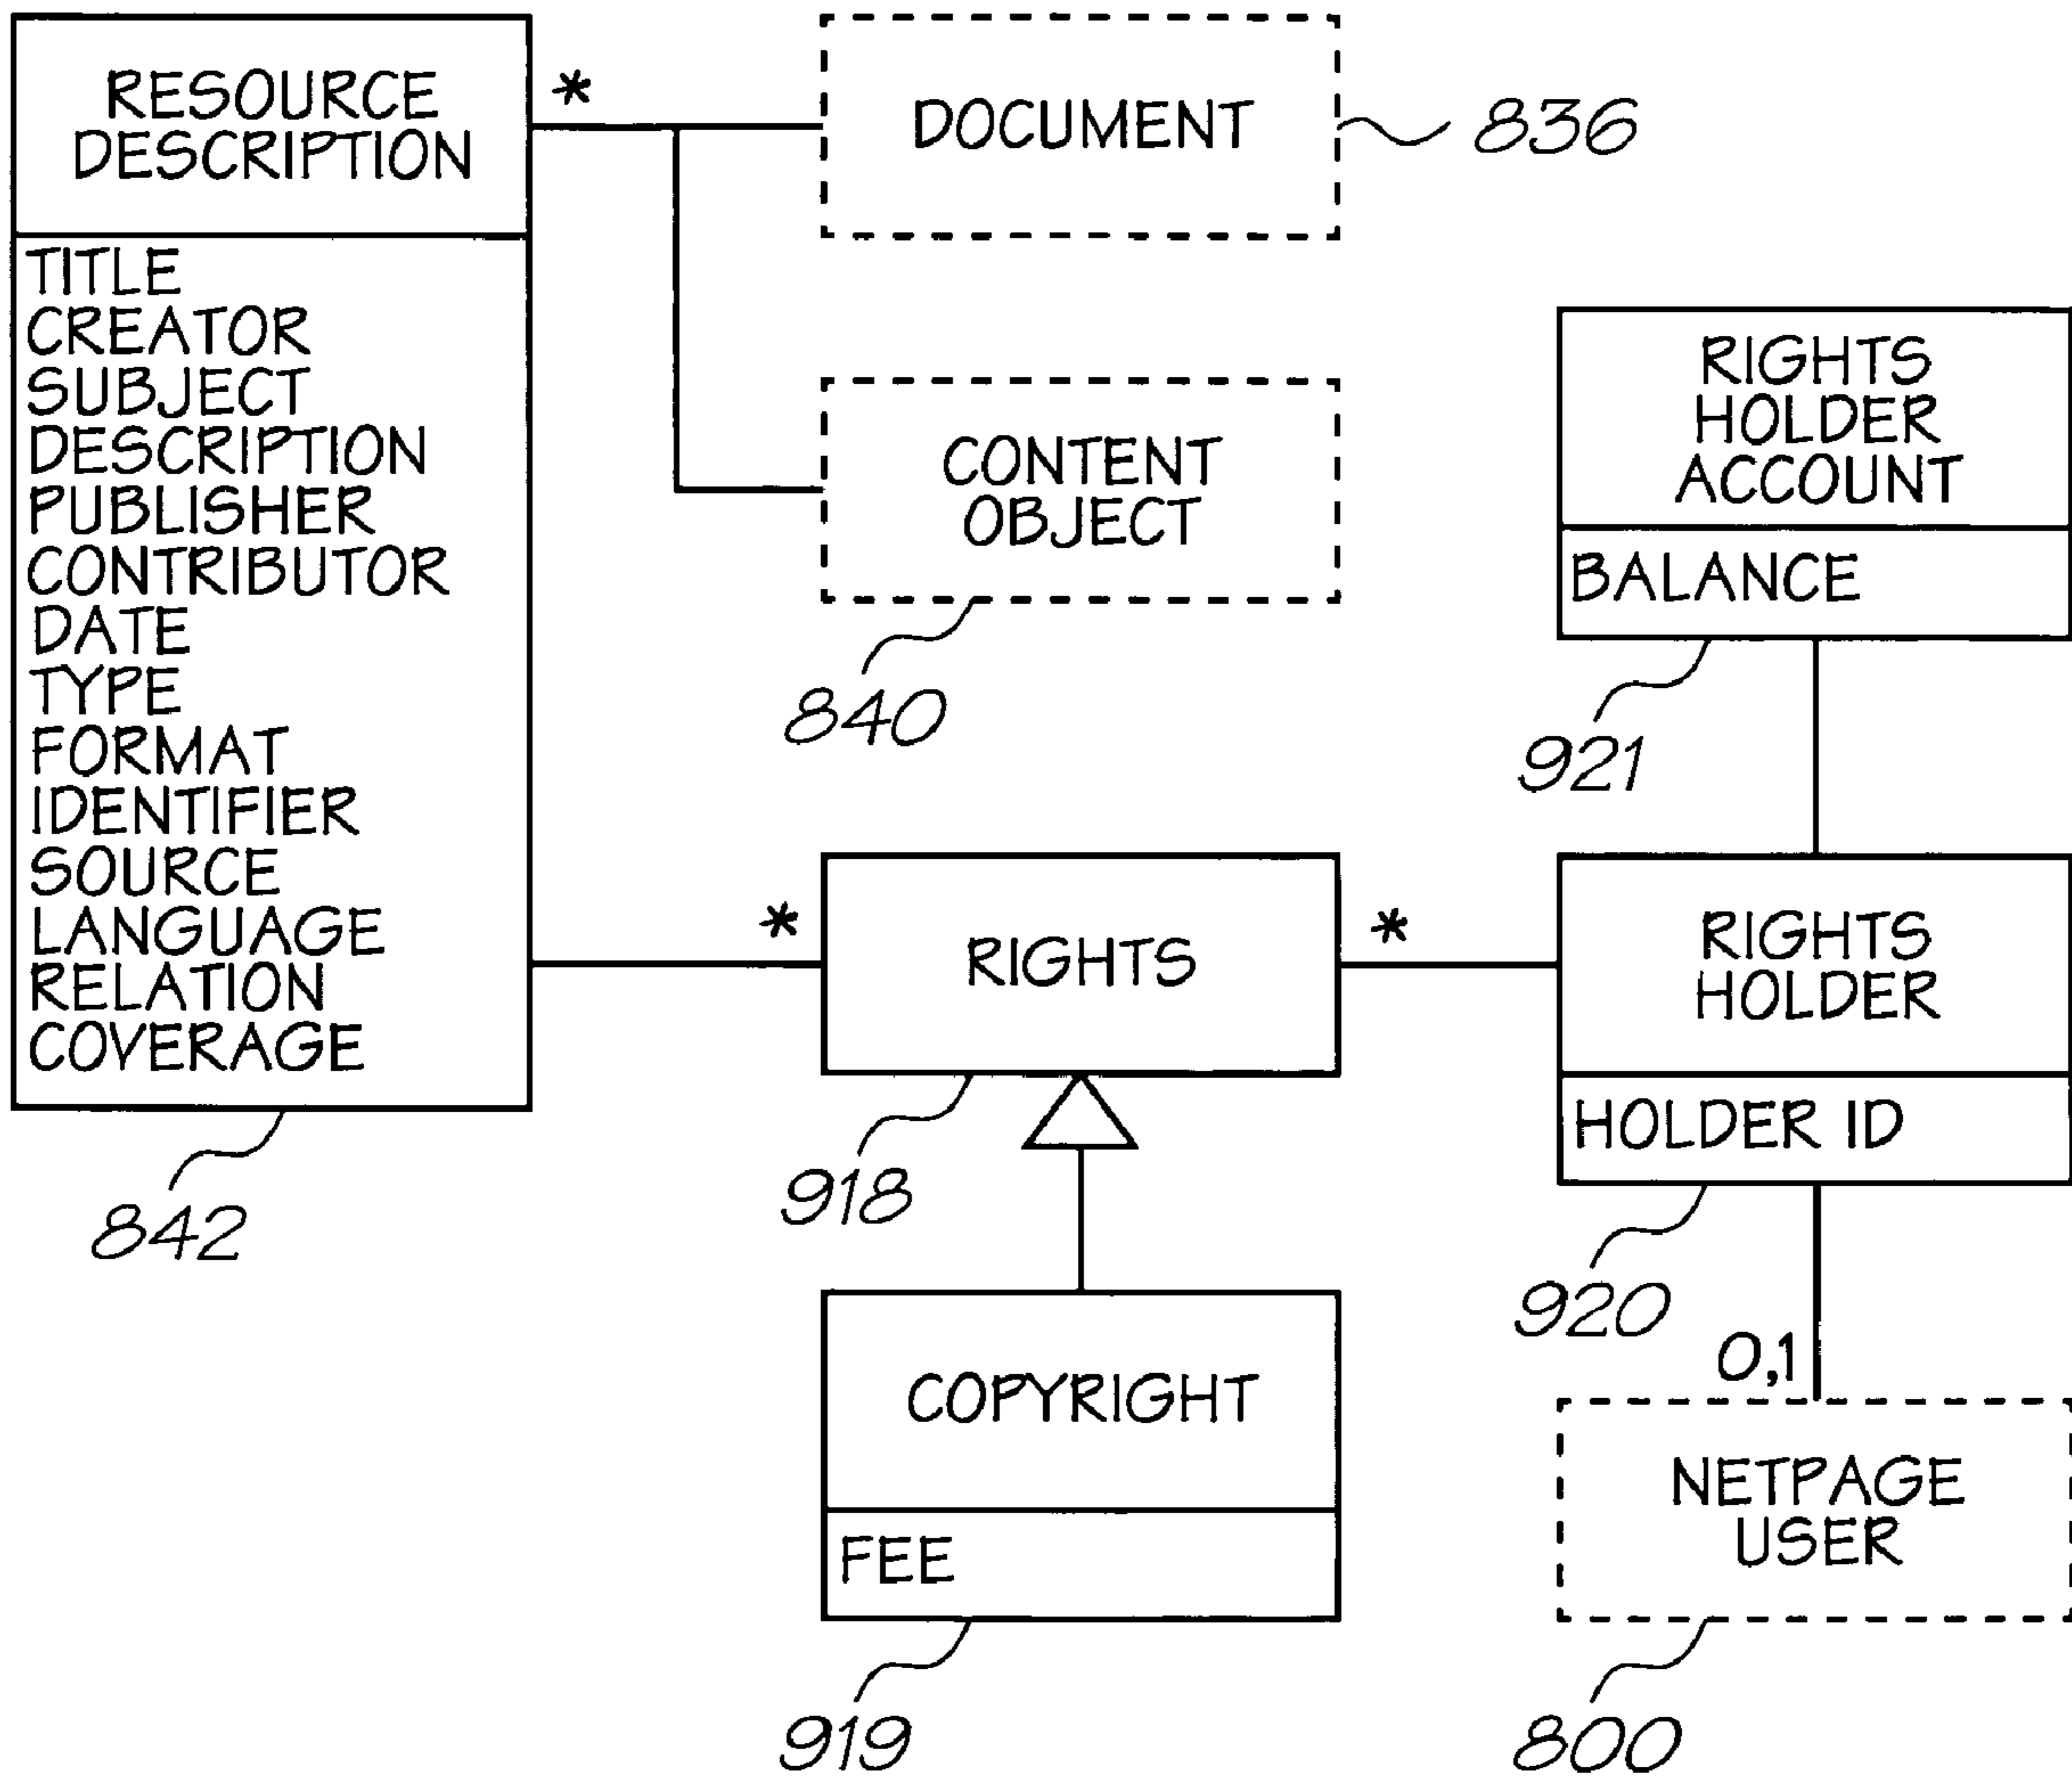 RESOURCE
DESCRIPTION
TITLE
CREATOR
SUBJECT
DESCRIPTION
PUBLISHER
CONTRIBUTOR
DATE
TYPE
FORMAT
IDENTIFIER
SOURCE
LANGUAGE
RELATION
COVERAGE
842
*
DOCUMENT
836
CONTENT
OBJECT
840
RIGHTS
HOLDER
ACCOUNT
BALANCE
921
*
RIGHTS
*
918
RIGHTS
HOLDER
HOLDER ID
920
COPYRIGHT
FEE
919
0,1
NETPAGE
USER
800